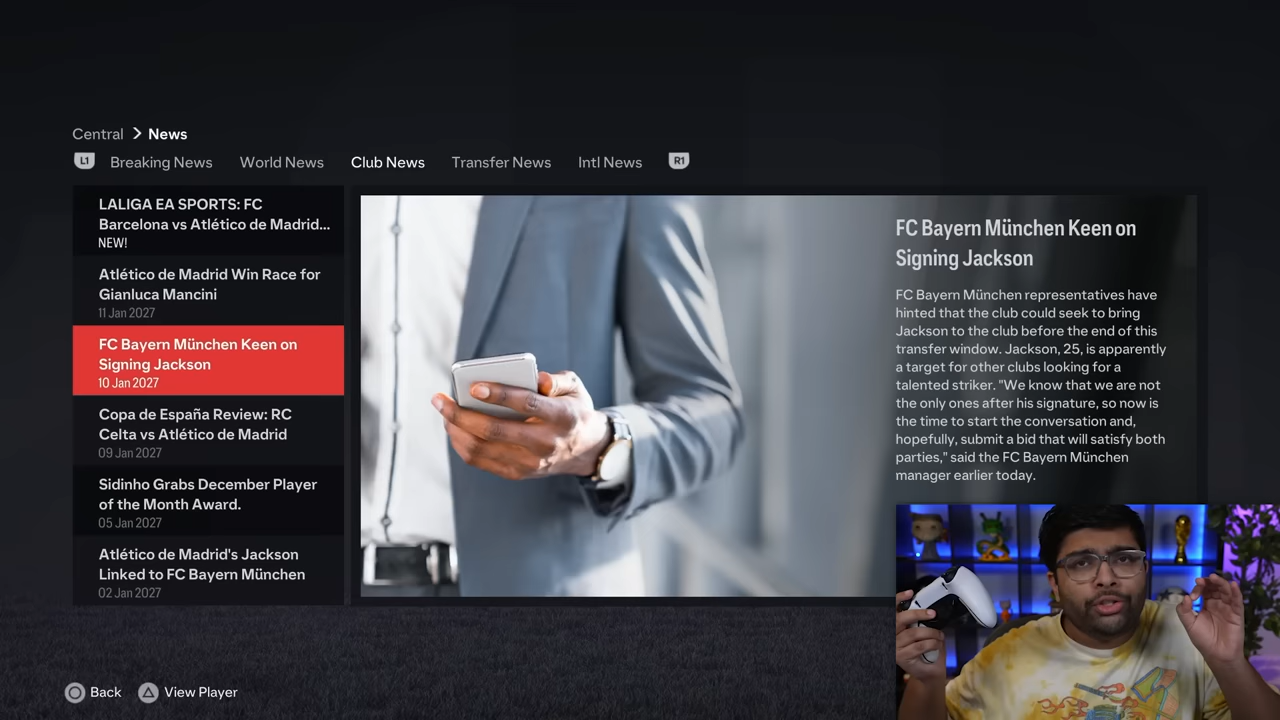 Central > News
L1 Breaking News World News Club News Transfer News Intl News R1
LALIGA EA SPORTS: FC
Barcelona vs Atlético de Madrid...
NEW!
Atlético de Madrid Win Race for
Gianluca Mancini
11 Jan 2027
FC Bayern München Keen on
Signing Jackson
10 Jan 2027
Copa de España Review: RC
Celta vs Atlético de Madrid
09 Jan 2027
Sidinho Grabs December Player
of the Month Award.
05 Jan 2027
Atlético de Madrid's Jackson
Linked to FC Bayern München
02 Jan 2027
FC Bayern München Keen on
Signing Jackson
FC Bayern München representatives have
hinted that the club could seek to bring
Jackson to the club before the end of this
transfer window. Jackson, 25, is apparently
a target for other clubs looking for a
talented striker. "We know that we are not
the only ones after his signature, so now is
the time to start the conversation and,
hopefully, submit a bid that will satisfy both
parties," said the FC Bayern München
manager earlier today.
Back View Player